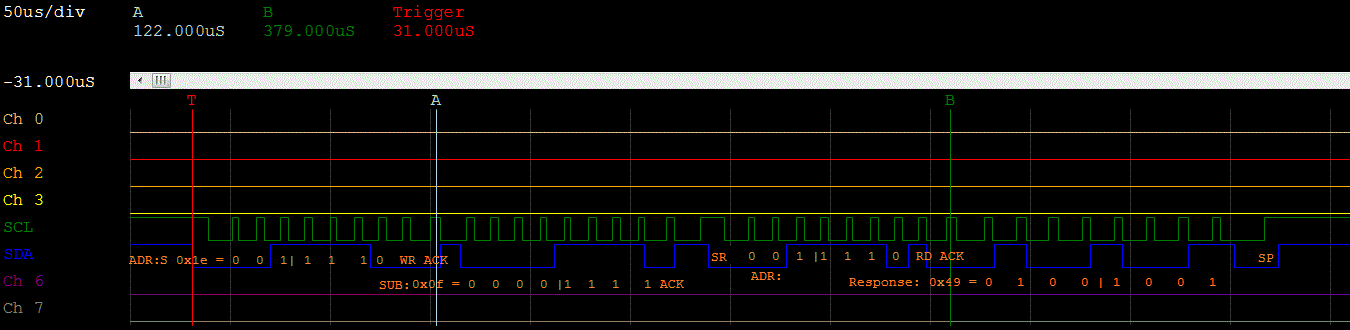 50us/div A B Trigger
122.000uS 379.000uS 31.000uS
-31.000uS
T A B
Ch 0
Ch 1
Ch 2
Ch 3
SCL
SDA
ADR:S 0x1e = 0 0 1| 1 1 1 0 WR ACK SR 0 0 1 |1 1 1 0 RD ACK SP
ADR:
Ch 6 SUB:0x0f = 0 0 0 0 |1 1 1 1 ACK Response: 0x49 = 0 1 0 0 | 1 0 0 1
Ch 7